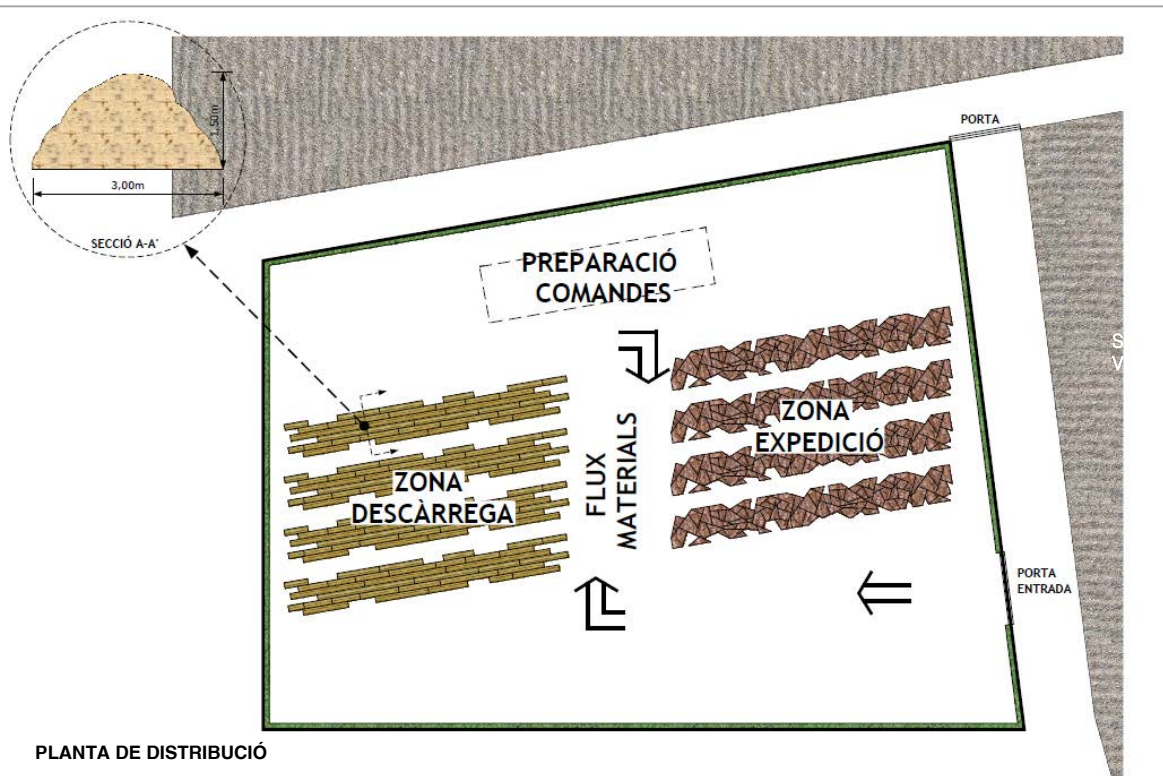 PORTA
1,50m
3,00m
SECCIÓ A-A'
PREPARACIÓ
COMANDES
ZONA
EXPEDICIÓ
FLUX
MATERIALS
ZONA
DESCÀRREGA
PORTA
ENTRADA
S
V
PLANTA DE DISTRIBUCIÓ